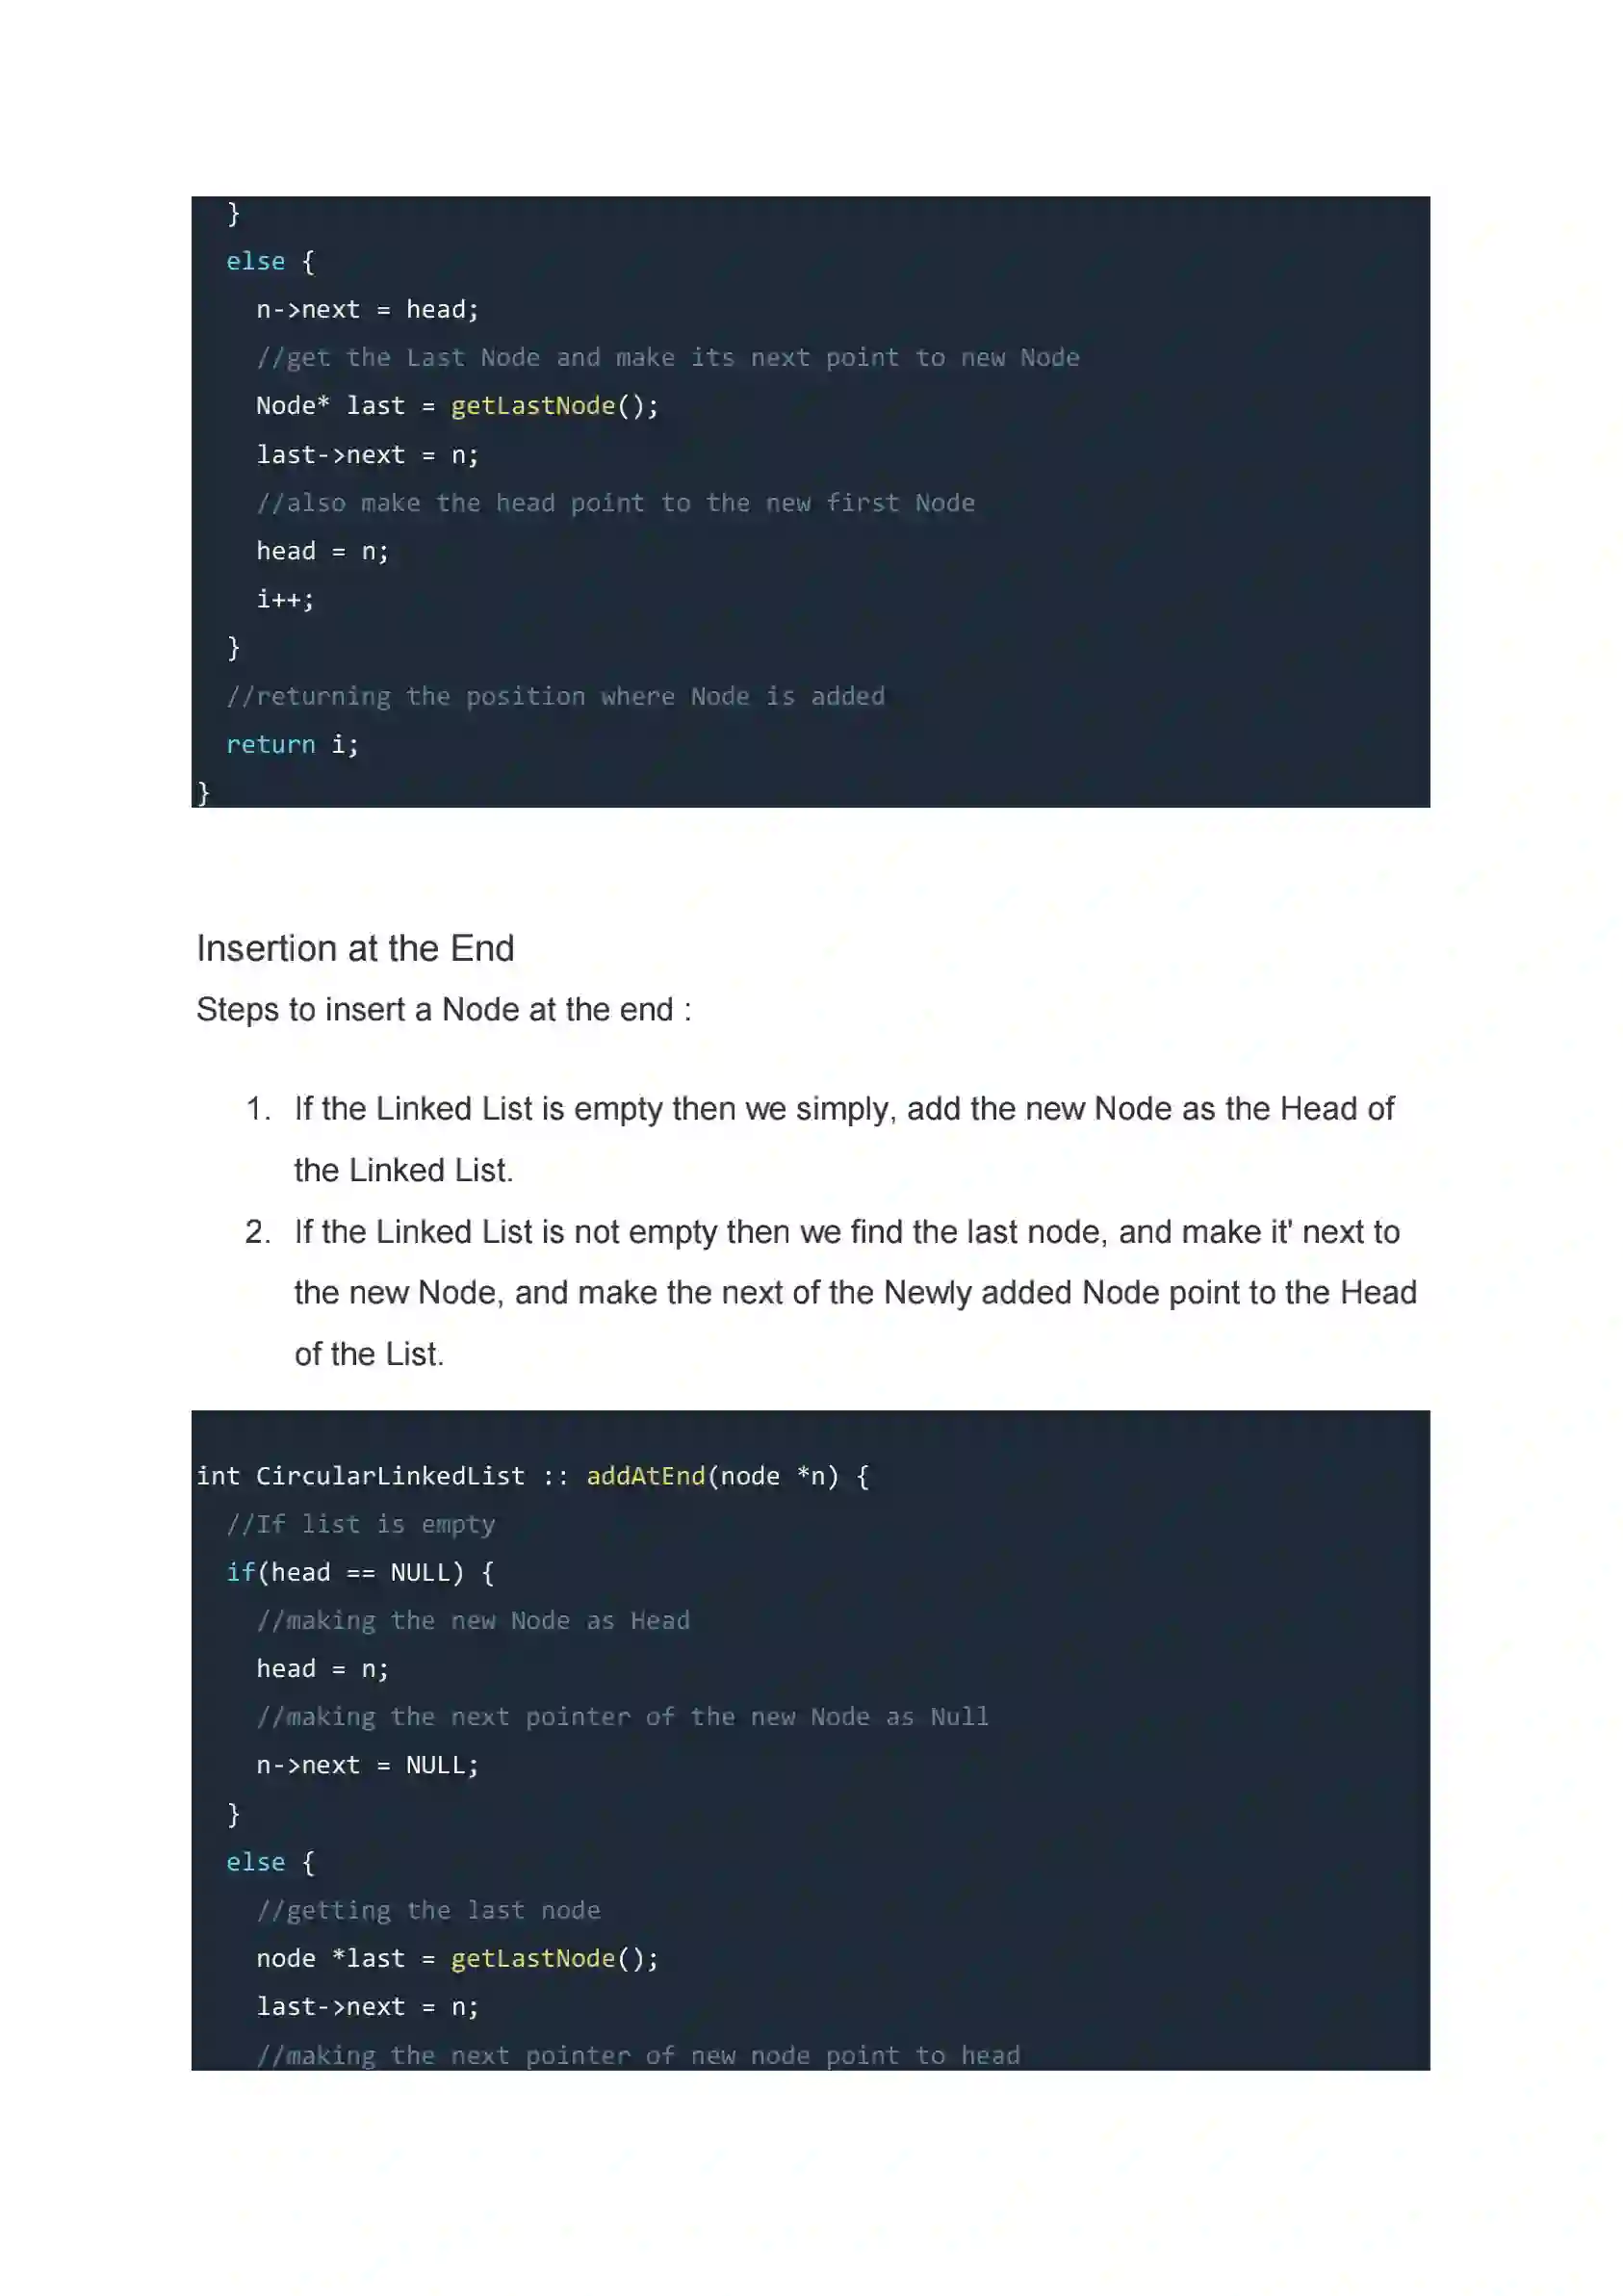 }
else {
n->next = head;
//get the Last Node and make its next point to new Node
Node* last = getLastNode();
last->next = n;
//also make the head point to the new first Node
head = n;
i++;
}
//returning the position where Node is added
return i;
}
Insertion at the End
Steps to insert a Node at the end :
1. If the Linked List is empty then we simply, add the new Node as the Head of
the Linked List.
2. If the Linked List is not empty then we find the last node, and make it' next to
the new Node, and make the next of the Newly added Node point to the Head
of the List.
int CircularLinkedList :: addAtEnd(node *n) {
//If list is empty
if(head == NULL) {
//making the new Node as Head
head = n;
//making the next pointer of the new Node as Null
n->next = NULL;
}
else {
//getting the last node
node *last = getLastNode();
last->next = n;
//making the next pointer of new node point to head